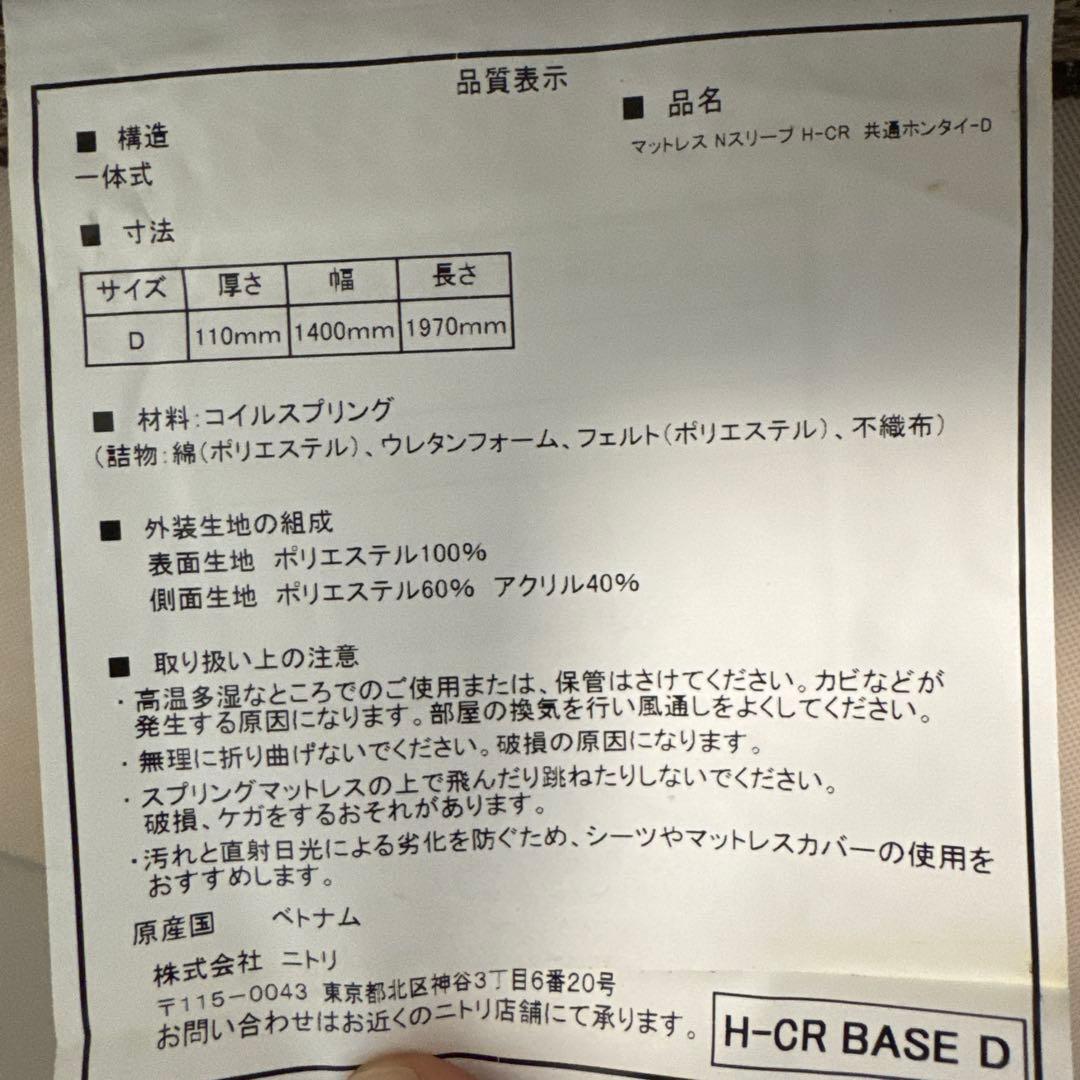 品質表示
■ 構造
一体式
■ 品名
マットレス Nスリープ H-CR 共通ホンタイ-D
■ 寸法
サイズ 厚さ 幅 長さ
D 110mm 1400mm 1970mm
■ 材料:コイルスプリング
(詰物:綿(ポリエステル)、ウレタンフォーム、フェルト(ポリエステル)、不織布)
■ 外装生地の組成
表面生地 ポリエステル100%
側面生地 ポリエステル60% アクリル40%
■ 取り扱い上の注意
・高温多湿なところでのご使用または、保管はさけてください。カビなどが
発生する原因になります。部屋の換気を行い風通しをよくしてください。
・無理に折り曲げないでください。破損の原因になります。
・スプリングマットレスの上で飛んだり跳ねたりしないでください。
破損、ケガをするおそれがあります。
・汚れと直射日光による劣化を防ぐため、シーツやマットレスカバーの使用を
おすすめします。
原産国 ベトナム
株式会社 ニトリ
〒115-0043 東京都北区神谷3丁目6番20号
お問い合わせはお近くのニトリ店舗にて承ります。
H-CR BASE D